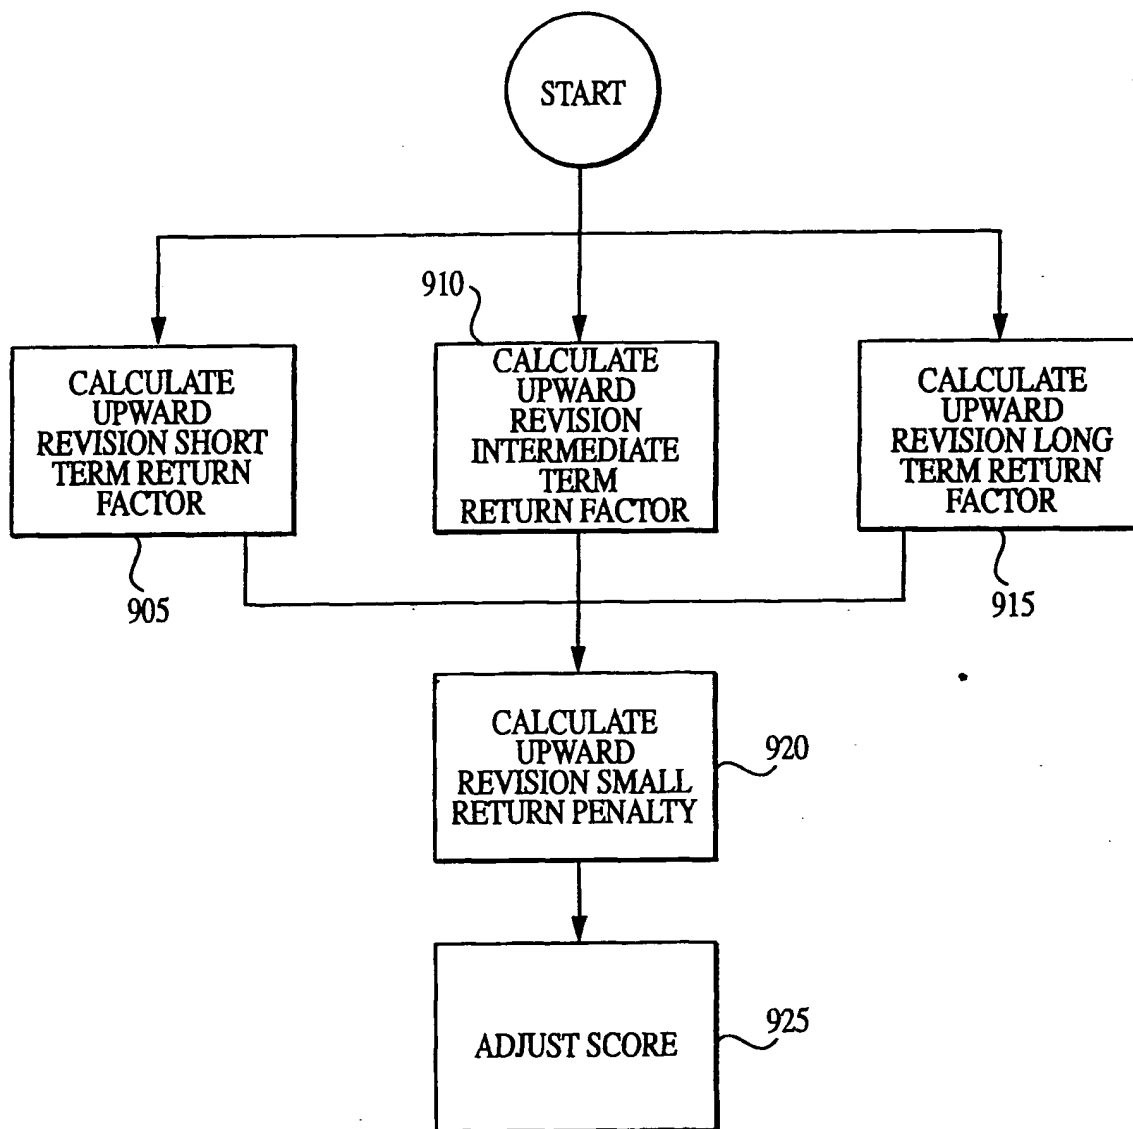 START
910
CALCULATE
UPWARD
REVISION SHORT
TERM RETURN
FACTOR
905
CALCULATE
UPWARD
REVISION
INTERMEDIATE
TERM
RETURN FACTOR
CALCULATE
UPWARD
REVISION LONG
TERM RETURN
FACTOR
915
CALCULATE
UPWARD
REVISION SMALL
RETURN PENALTY
920
ADJUST SCORE
925